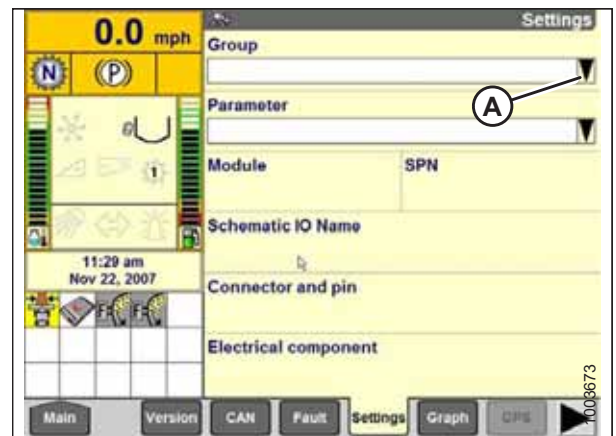 0.0 mph
Settings
N
(P)
Group
A
Parameter
Module
SPN
1
Schematic IO Name
11:29 am
Nov 22, 2007
Connector and pin
Electrical component
Main
Version
CAN
Fault
Settings
Graph
GPS
1003673